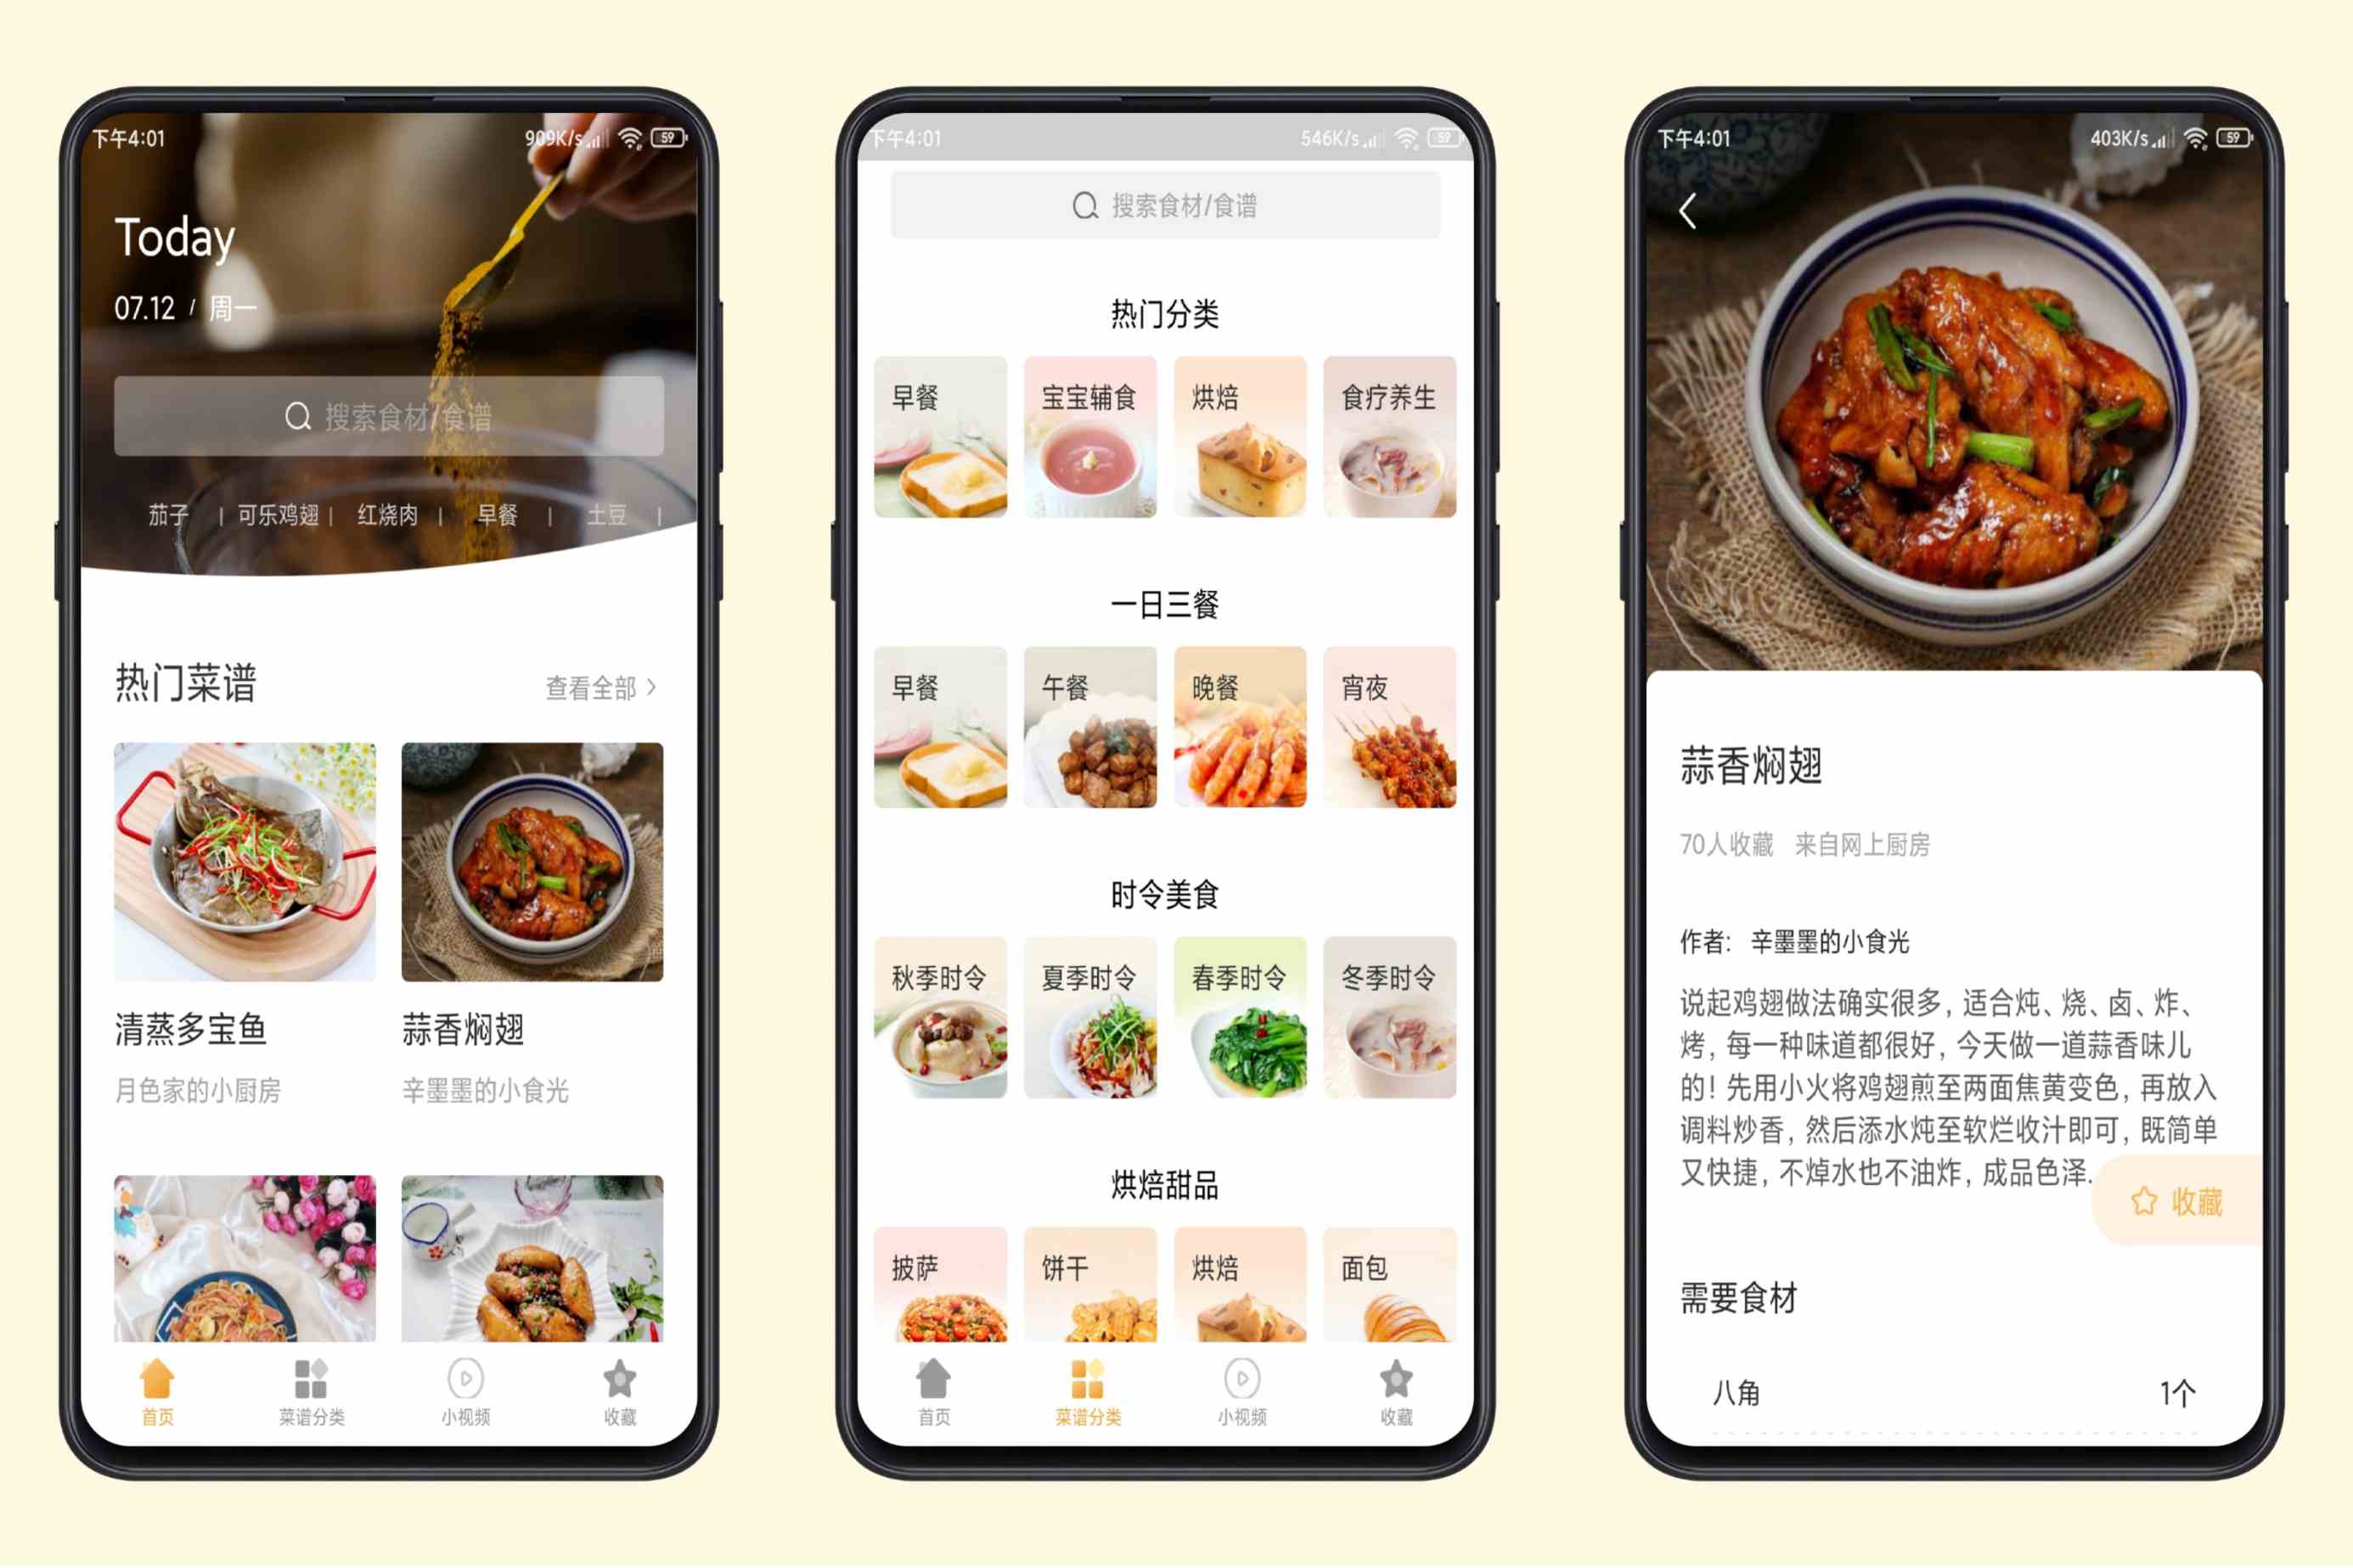 下午4:01
909K/s
59
Today
07.12 / 周一
搜索食材/食谱
茄子 | 可乐鸡翅 | 红烧肉 | 早餐 | 土豆 |
热门菜谱
查看全部 >
清蒸多宝鱼
蒜香焖翅
月色家的小厨房
辛墨墨的小食光
首页
菜谱分类
小视频
收藏
下午4:01
546K/s
59
搜索食材/食谱
热门分类
早餐
宝宝辅食
烘焙
食疗养生
一日三餐
早餐
午餐
晚餐
宵夜
时令美食
秋季时令
夏季时令
春季时令
冬季时令
烘焙甜品
披萨
饼干
烘焙
面包
首页
菜谱分类
小视频
收藏
下午4:01
403K/s
59
蒜香焖翅
70人收藏 来自网上厨房
作者: 辛墨墨的小食光
说起鸡翅做法确实很多, 适合炖、烧、卤、炸、
烤, 每一种味道都很好, 今天做一道蒜香味儿
的! 先用小火将鸡翅煎至两面焦黄变色, 再放入
调料炒香, 然后添水炖至软烂收汁即可, 既简单
又快捷, 不焯水也不油炸, 成品色泽.
收藏
需要食材
八角
1个